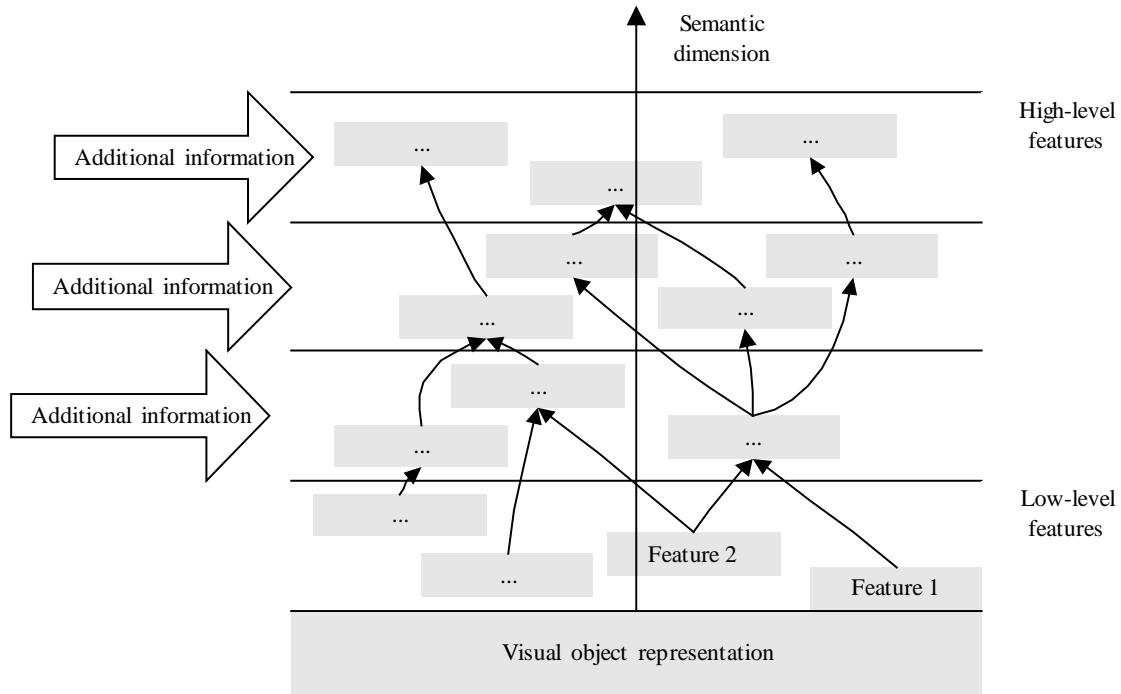 Semantic
dimension
High-level
features
...
...
Additional information
...
...
...
Additional information
...
...
...
Additional information
...
...
Low-level
features
...
Feature 2
...
Feature 1
Visual object representation